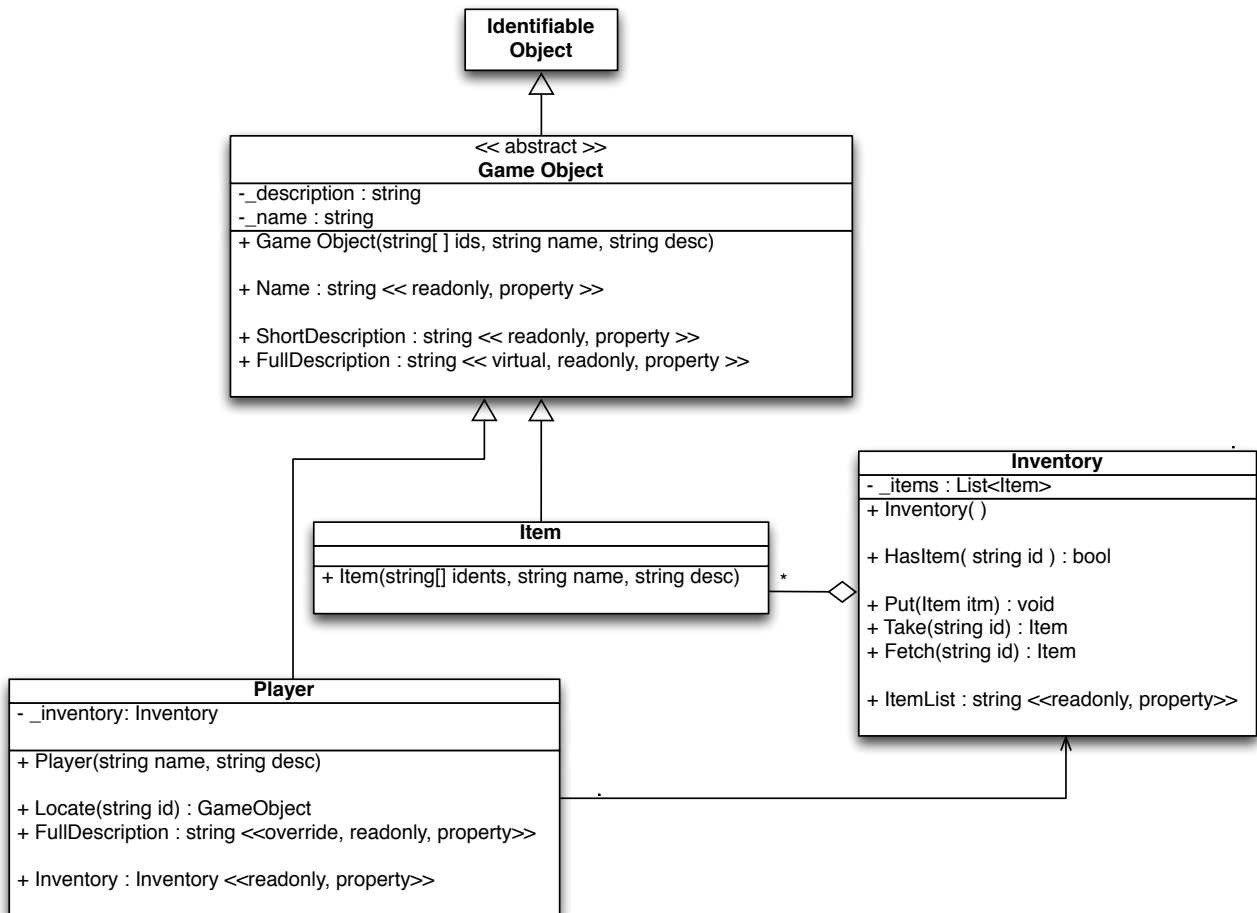 Identifiable
Object
<< abstract >>
Game Object
-_description : string
-_name : string
+ Game Object(string[ ] ids, string name, string desc)
+ Name : string << readonly, property >>
+ ShortDescription : string << readonly, property >>
+ FullDescription : string << virtual, readonly, property >>
Item
+ Item(string[] idents, string name, string desc)
*
Inventory
- _items : List<Item>
+ Inventory( )
+ HasItem( string id ) : bool
+ Put(Item itm) : void
+ Take(string id) : Item
+ Fetch(string id) : Item
+ ItemList : string <<readonly, property>>
Player
- _inventory: Inventory
+ Player(string name, string desc)
+ Locate(string id) : GameObject
+ FullDescription : string <<override, readonly, property>>
+ Inventory : Inventory <<readonly, property>>